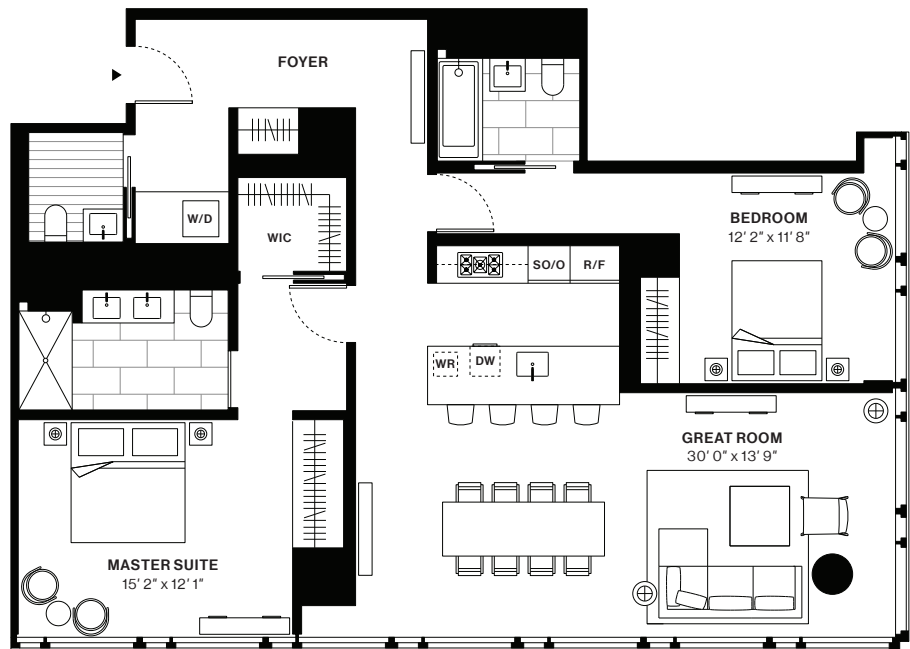 FOYER
W/D
WIC
BEDROOM
12' 2" x 11' 8"
SO/O
R/F
WR
DW
GREAT ROOM
30' 0" x 13' 9"
MASTER SUITE
15' 2" x 12' 1"